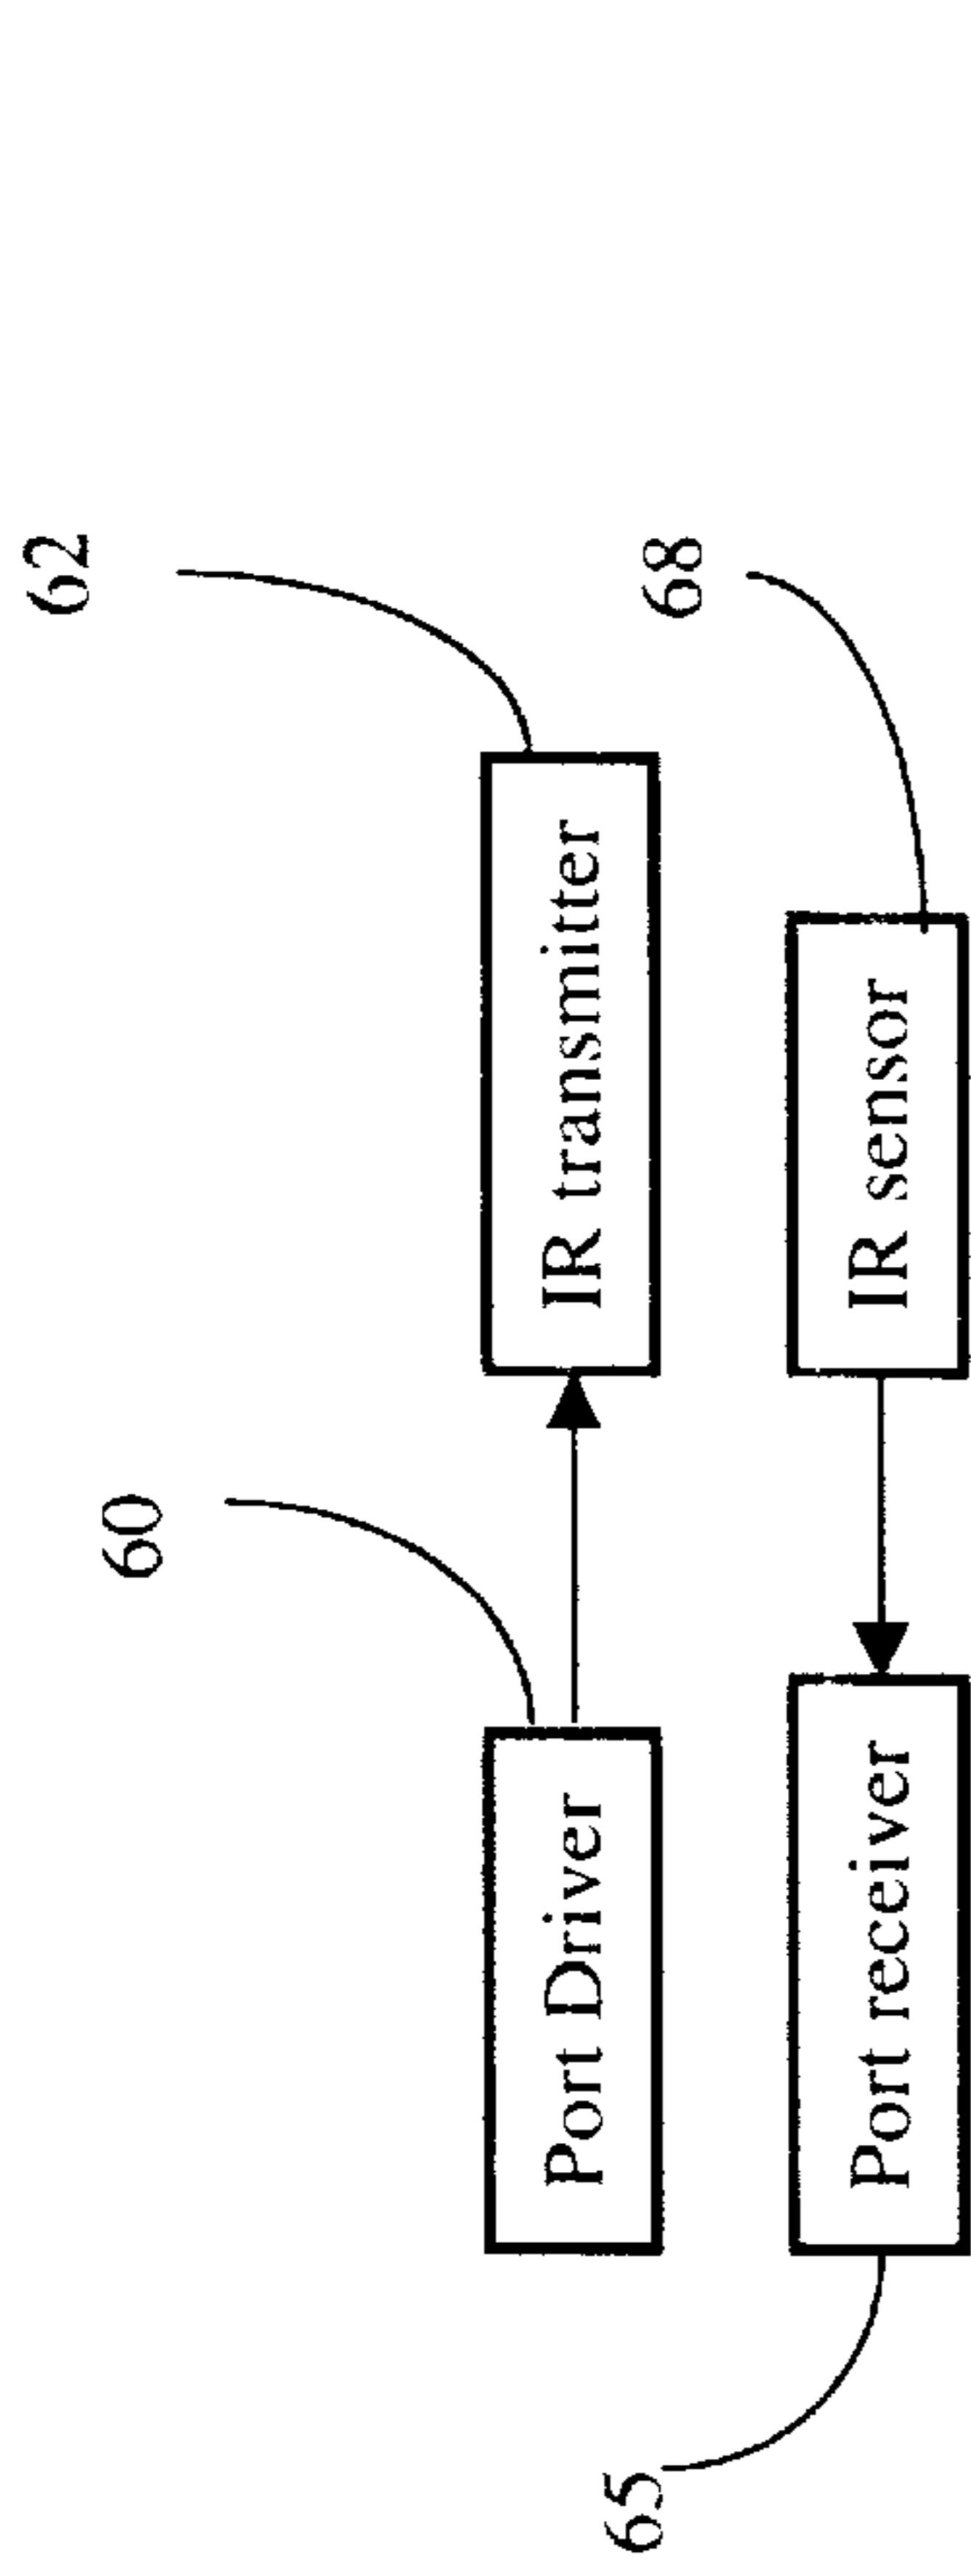 62
60
IR transmitter
Port Driver
68
IR sensor
Port receiver
65